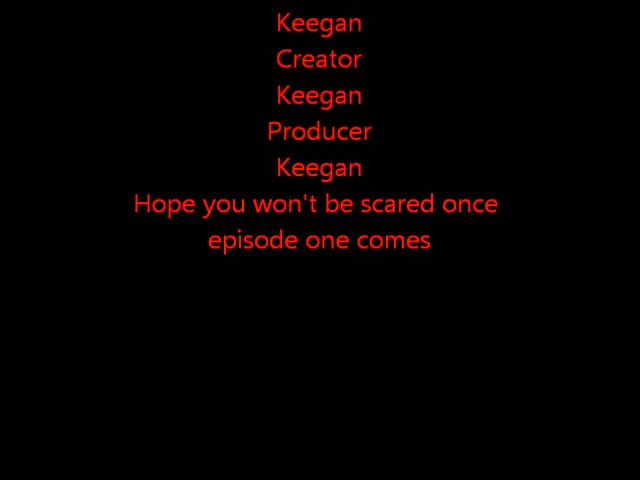 Keegan
Creator
Keegan
Producer
Keegan
Hope you won't be scared once
episode one comes